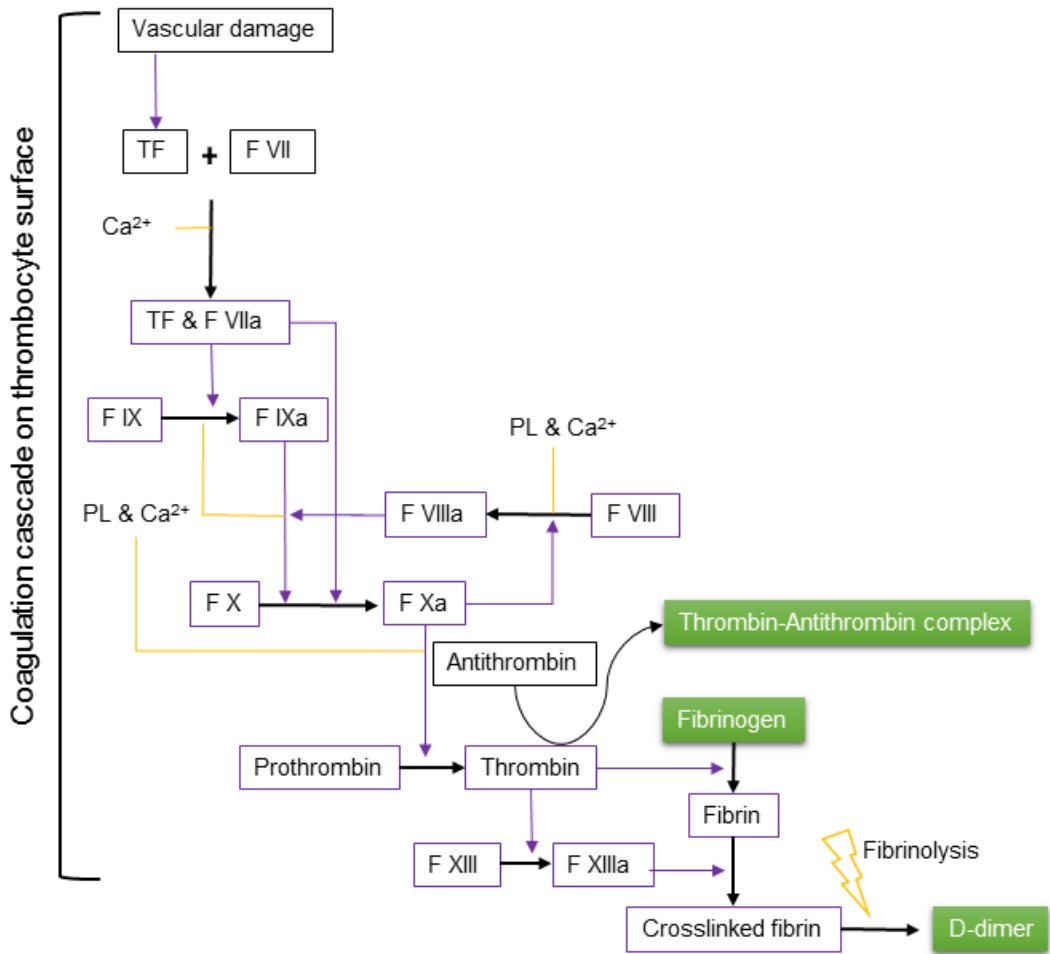 Coagulation cascade on thrombocyte surface
Vascular damage
TF + F VII
Ca²⁺
TF & F VIIa
F IX
F IXa
PL & Ca²⁺
PL & Ca²⁺
F VIIIa
F VIII
F X
F Xa
Thrombin-Antithrombin complex
Antithrombin
Fibrinogen
Prothrombin
Thrombin
Fibrin
F XIII
F XIIIa
Fibrinolysis
Crosslinked fibrin
D-dimer